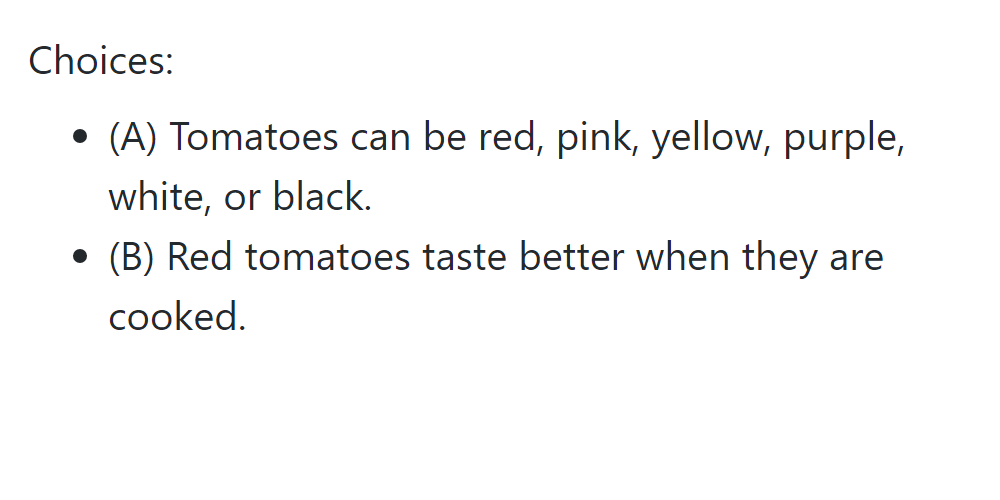 Choices:
• (A) Tomatoes can be red, pink, yellow, purple,
white, or black.
• (B) Red tomatoes taste better when they are
cooked.